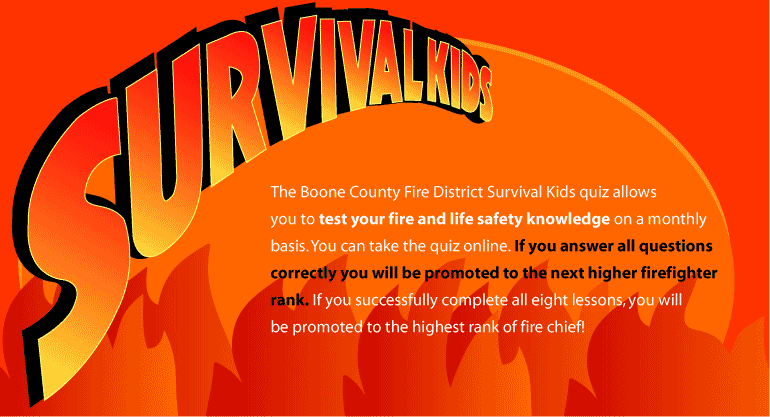 SURVIVAL KIDS
The Boone County Fire District Survival Kids quiz allows
you to test your fire and life safety knowledge on a monthly
basis. You can take the quiz online. If you answer all questions
correctly you will be promoted to the next higher firefighter
rank. If you successfully complete all eight lessons, you will
be promoted to the highest rank of fire chief!